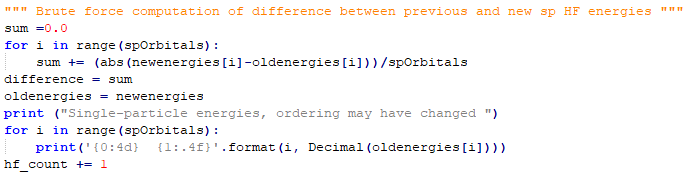 """ Brute force computation of difference between previous and new sp HF energies """
sum =0.0
for i in range(spOrbitals):
    sum += (abs(newenergies[i]-oldenergies[i]))/spOrbitals
difference = sum
oldenergies = newenergies
print ("Single-particle energies, ordering may have changed ")
for i in range(spOrbitals):
    print('{0:4d}  {1:.4f}'.format(i, Decimal(oldenergies[i])))
hf_count += 1